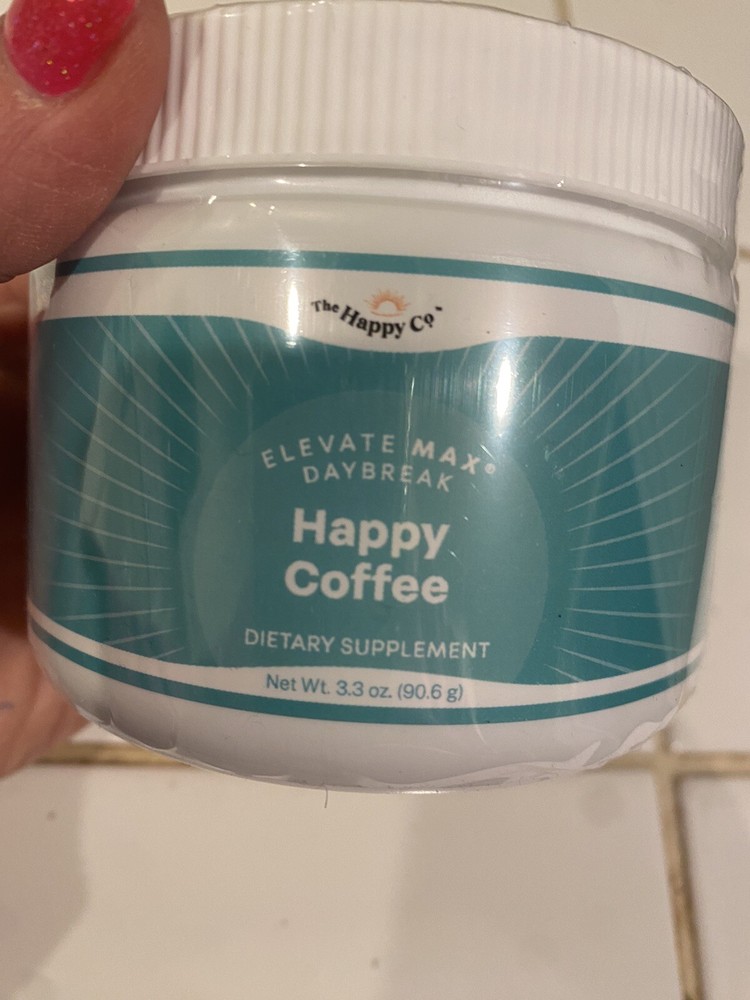 The Happy Co.
ELEVATE MAX®
DAYBREAK
Happy
Coffee
DIETARY SUPPLEMENT
Net Wt. 3.3 oz. (90.6 g)